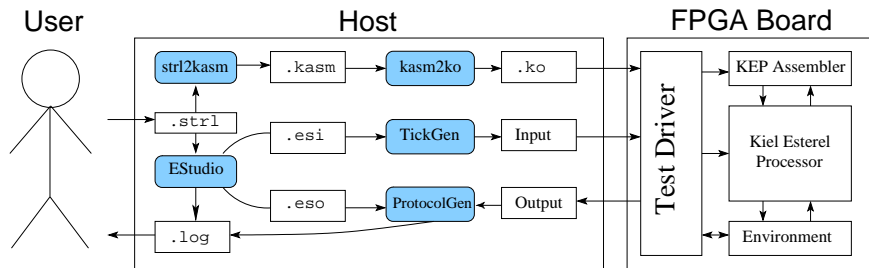 User
Host
FPGA Board
strl2kasm
.kasm
kasm2ko
.ko
KEP Assembler
.strl
.esi
TickGen
Input
Test Driver
Kiel Esterel
Processor
EStudio
.eso
ProtocolGen
Output
.log
Environment